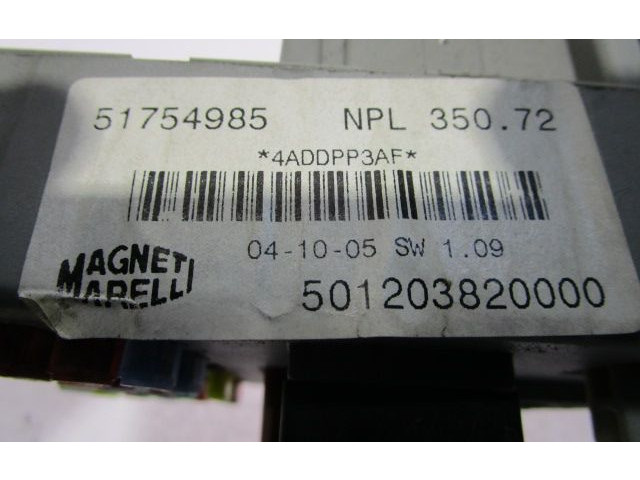 51754985 NPL 350.72
*4ADDPP3AF*
04-10-05 SW 1.09
MAGNETI
MARELLI
501203820000